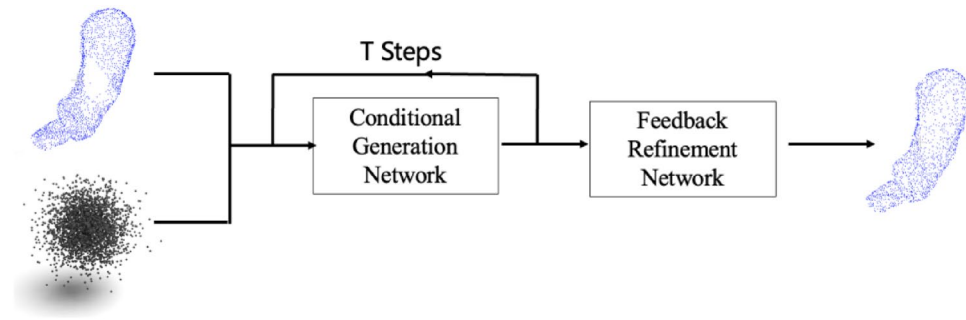 T Steps
Conditional
Generation
Network
Feedback
Refinement
Network